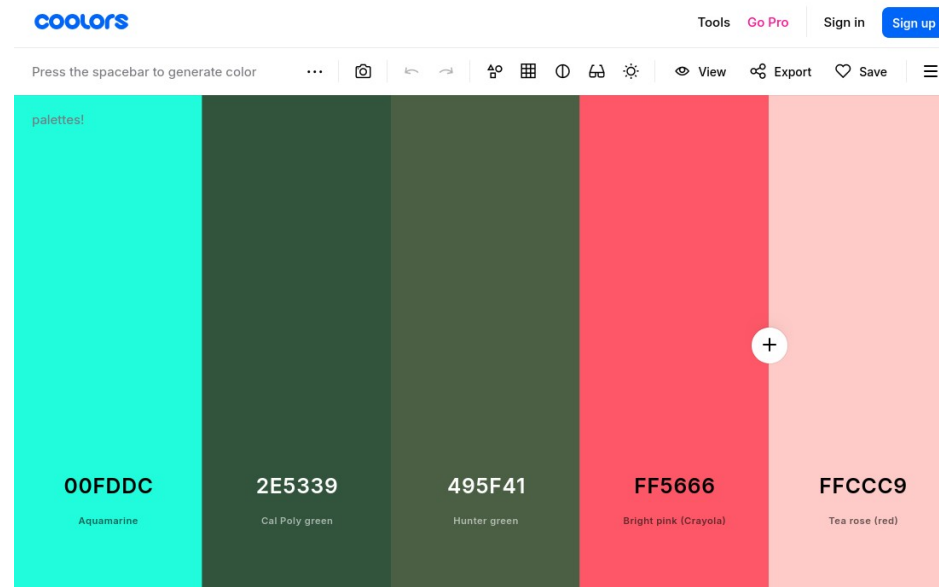 coolors
Tools Go Pro Sign in Sign up
Press the spacebar to generate color
palettes!
View Export Save
00FDDC 2E5339 495F41 FF5666 FFCCC9
Aquamarine Cal Poly green Hunter green Bright pink (Crayola) Tea rose (red)